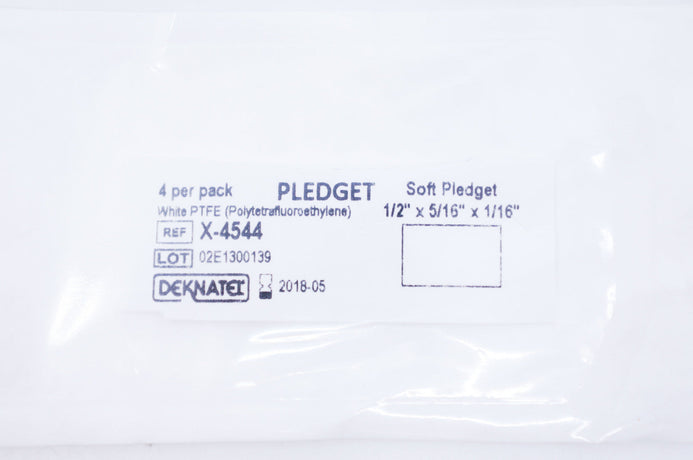 4 per pack PLEDGET Soft Pledget
White PTFE (Polytetrafluoroethylene) 1/2" x 5/16" x 1/16"
REF X-4544
LOT 02E1300139
DEKNATEL 2018-05